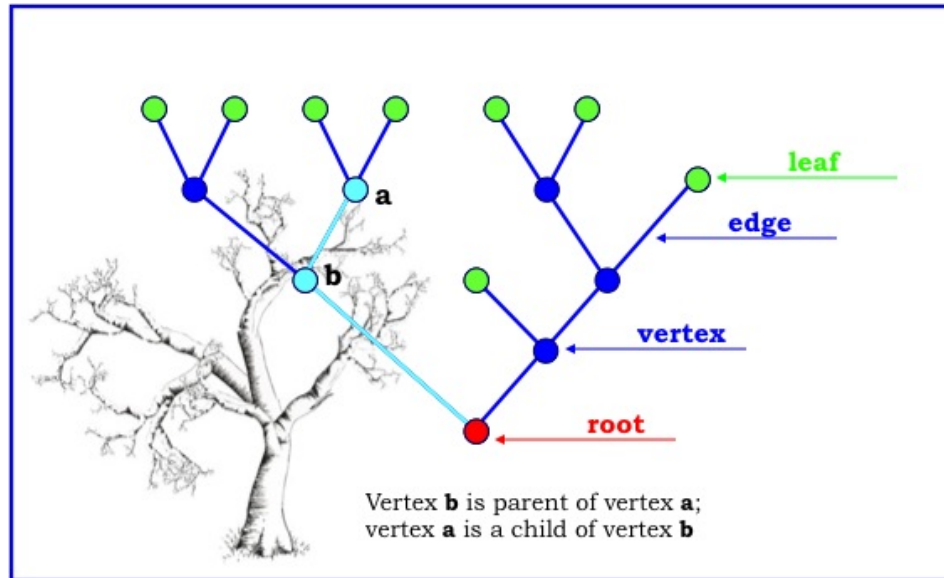 leaf
a
edge
b
vertex
root
Vertex b is parent of vertex a;
vertex a is a child of vertex b